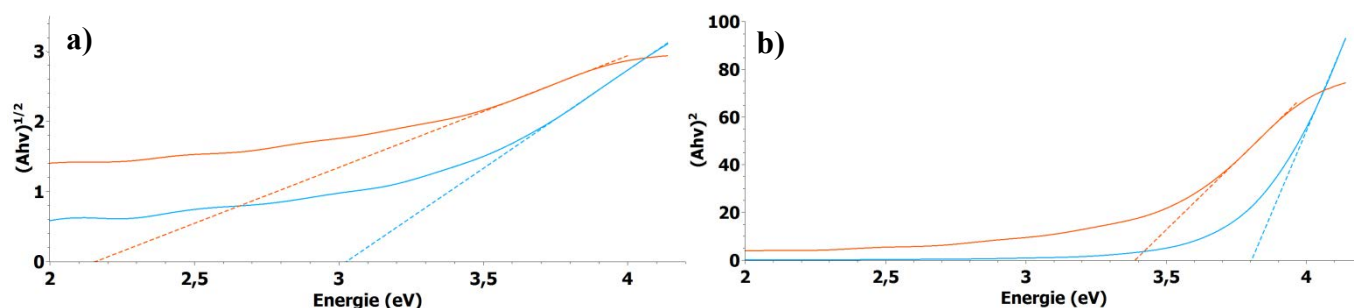 a)
(Ahν)1/2
3
2
1
0
2 2,5 3 3,5 4
Energie (eV)
b)
(Ahν)2
100
80
60
40
20
0
2 2,5 3 3,5 4
Energie (eV)